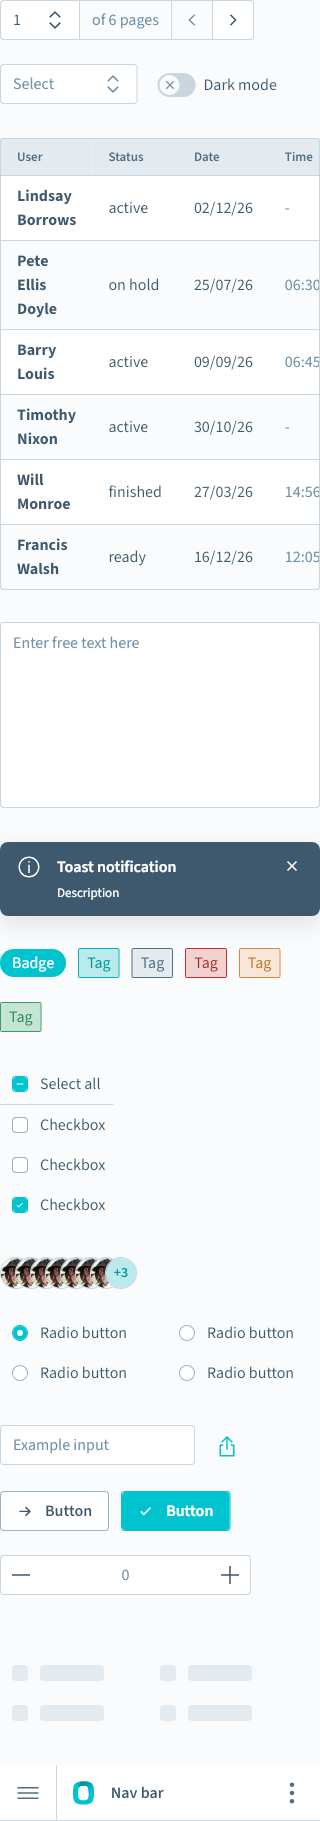 1 of 6 pages
Select Dark mode
User Status Date Time
Lindsay Borrows active 02/12/26 -
Pete Ellis Doyle on hold 25/07/26 06:30
Barry Louis active 09/09/26 06:45
Timothy Nixon active 30/10/26 -
Will Monroe finished 27/03/26 14:56
Francis Walsh ready 16/12/26 12:05
Enter free text here
Toast notification
Description
Badge Tag Tag Tag Tag
Tag
Select all
Checkbox
Checkbox
Checkbox
+3
Radio button Radio button
Radio button Radio button
Example input
Button Button
0
Nav bar